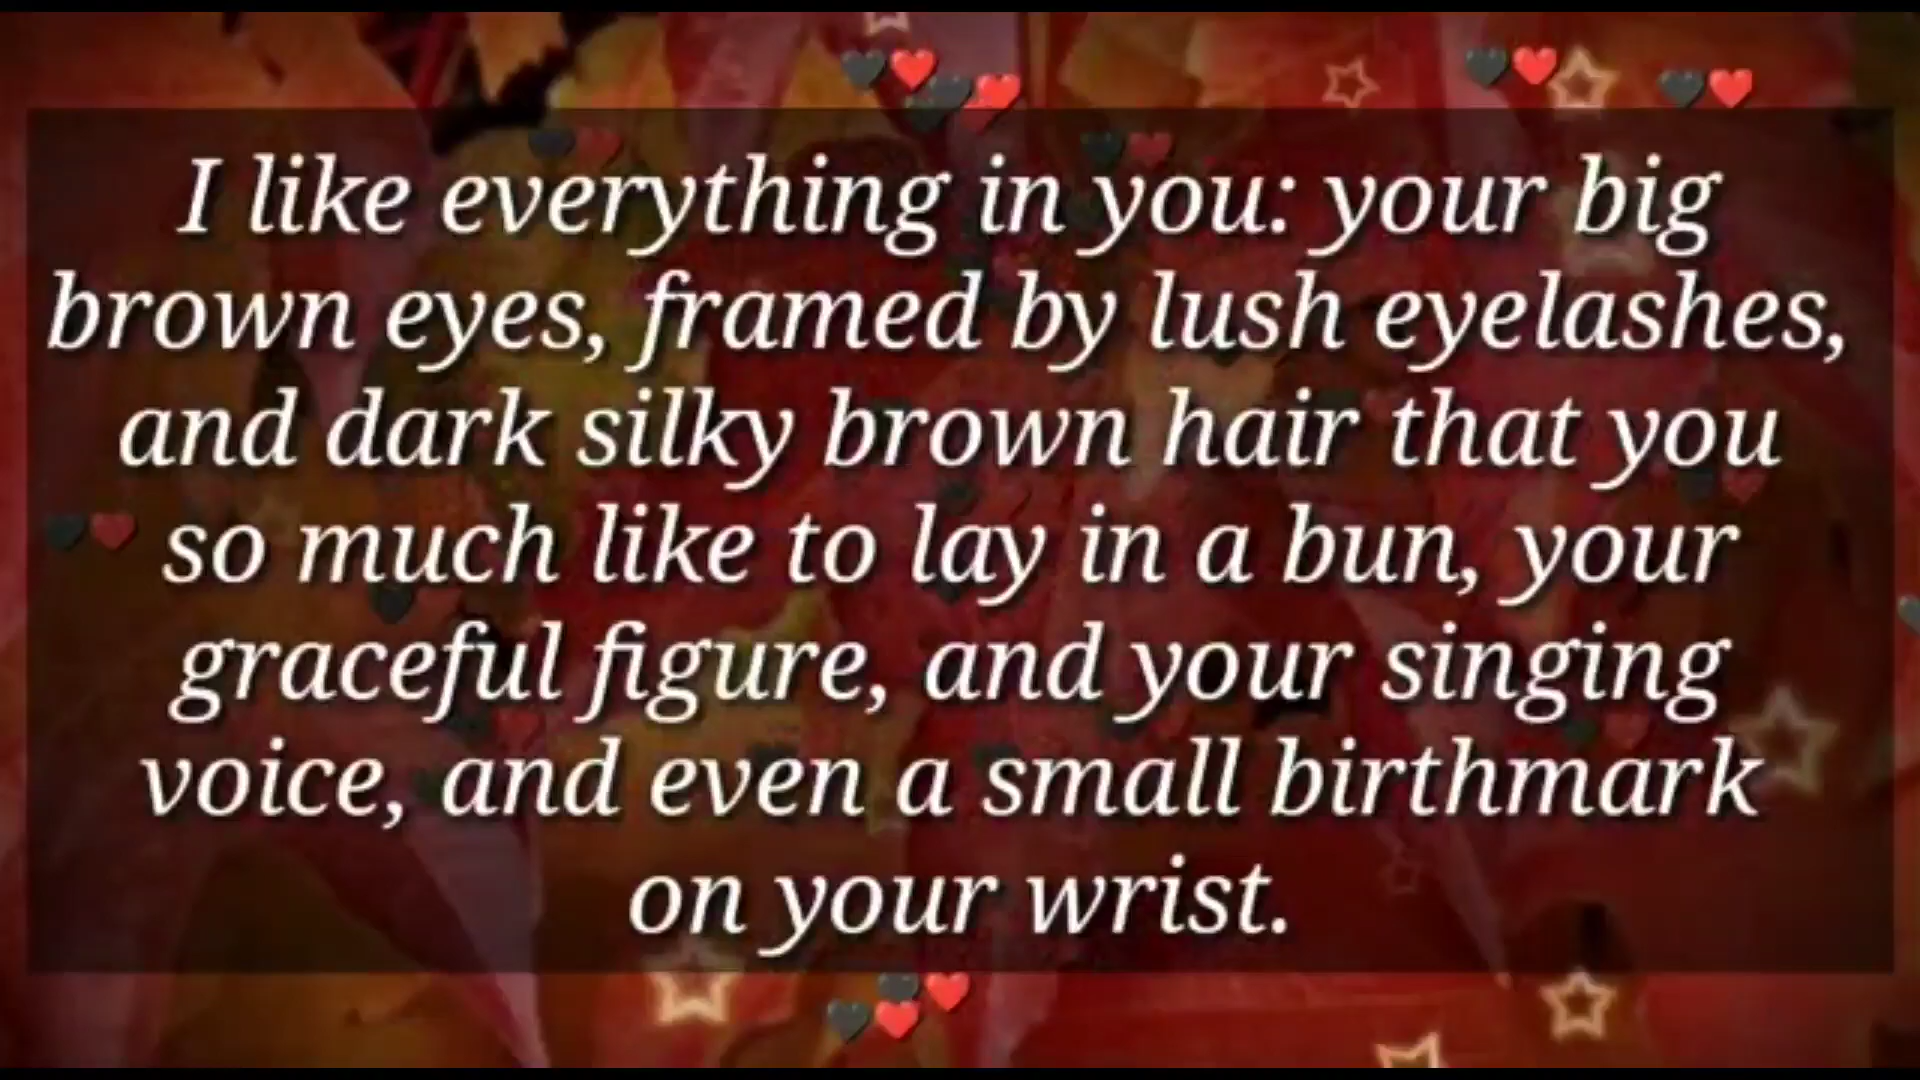 I like everything in you: your big
brown eyes, framed by lush eyelashes,
and dark silky brown hair that you
so much like to lay in a bun, your
graceful figure, and your singing
voice, and even a small birthmark
on your wrist.